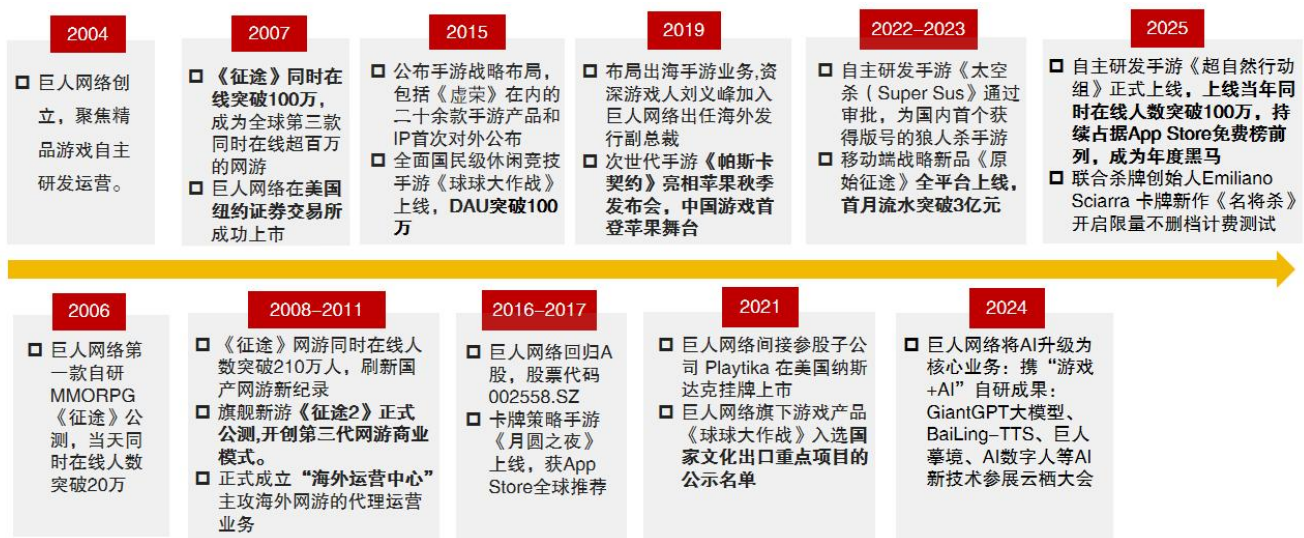 2004
巨人网络创
立，聚焦精
品游戏自主
研发运营。
2007
《征途》同时在
线突破100万，
成为全球第三款
同时在线超百万
的网游
巨人网络在美国
纽约证券交易所
成功上市
2015
公布手游战略布局，
包括《虚荣》在内的
二十余款手游产品和
IP首次对外公布
全面国民级休闲竞技
手游《球球大作战》
上线，DAU突破100
万
2019
布局出海手游业务,资
深游戏人刘义峰加入
巨人网络出任海外发
行副总裁
次世代手游《帕斯卡
契约》亮相苹果秋季
发布会，中国游戏首
登苹果舞台
2022–2023
自主研发手游《太空
杀（Super Sus》通过
审批，为国内首个获
得版号的狼人杀手游
移动端战略新品《原
始征途》全平台上线，
首月流水突破3亿元
2025
自主研发手游《超自然行动
组》正式上线，上线当年同
时在线人数突破100万，持
续占据App Store免费榜前
列，成为年度黑马
联合杀牌创始人Emiliano
Sciarra 卡牌新作《名将杀》
开启限量不删档计费测试
2006
巨人网络第
一款自研
MMORPG
《征途》公
测，当天同
时在线人数
突破20万
2008–2011
《征途》网游同时在线人
数突破210万人，刷新国
产网游新纪录
旗舰新游《征途2》正式
公测,开创第三代网游商业
模式。
正式成立“海外运营中心”
主攻海外网游的代理运营
业务
2016–2017
巨人网络回归A
股，股票代码
002558.SZ
卡牌策略手游
《月圆之夜》
上线，获App
Store全球推荐
2021
巨人网络间接参股子公
司 Playtika 在美国纳斯
达克挂牌上市
巨人网络旗下游戏产品
《球球大作战》入选国
家文化出口重点项目的
公示名单
2024
巨人网络将AI升级为
核心业务：携“游戏
+AI”自研成果：
GiantGPT大模型、
BaiLing–TTS、巨人
摹境、AI数字人等AI
新技术参展云栖大会